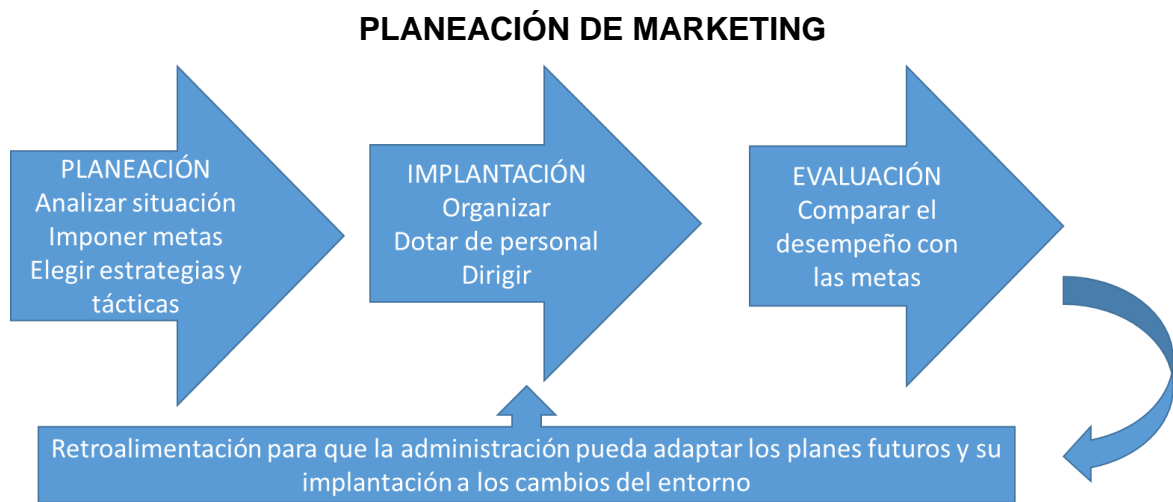 PLANEACIÓN DE MARKETING
PLANEACIÓN
Analizar situación
Imponer metas
Elegir estrategias y
tácticas
IMPLANTACIÓN
Organizar
Dotar de personal
Dirigir
EVALUACIÓN
Comparar el
desempeño con
las metas
Retroalimentación para que la administración pueda adaptar los planes futuros y su
implantación a los cambios del entorno